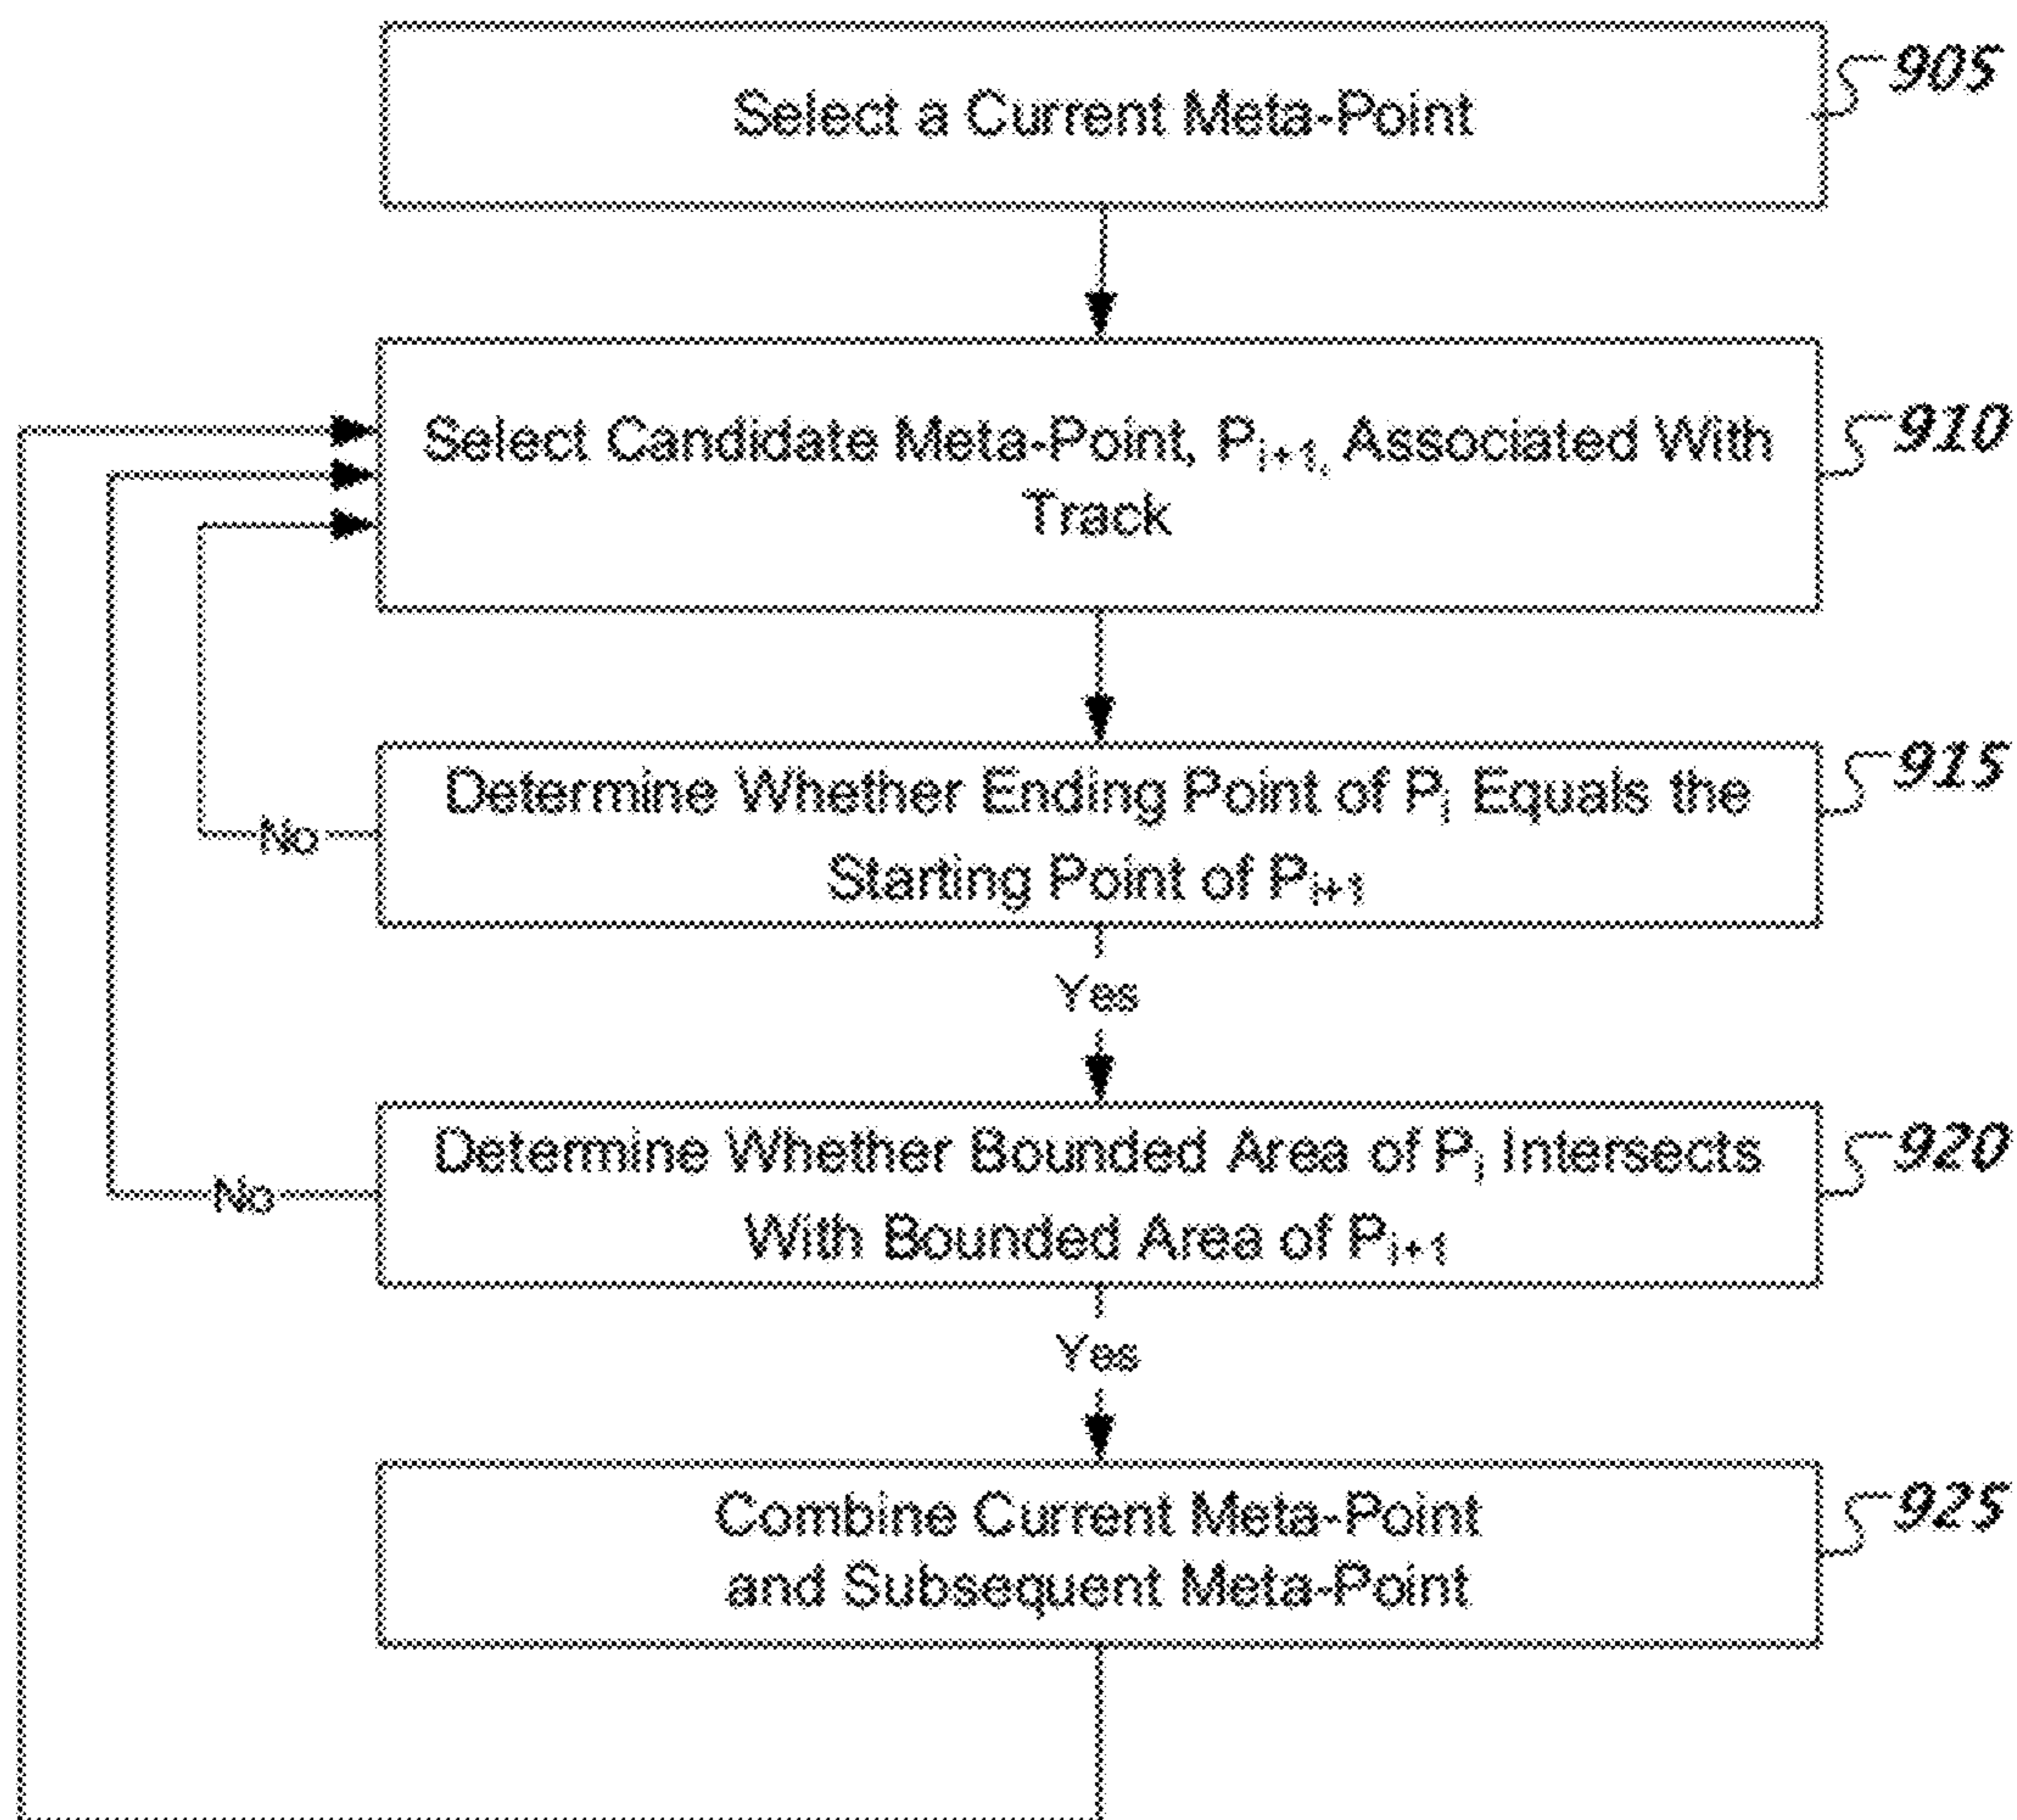 Select a Current Meta-Point
905
Select Candidate Meta-Point, Pi+1, Associated With
Track
910
Determine Whether Ending Point of Pi Equals the
Starting Point of Pi+1
915
No
Yes
Determine Whether Bounded Area of Pi Intersects
With Bounded Area of Pi+1
920
No
Yes
Combine Current Meta-Point
and Subsequent Meta-Point
925